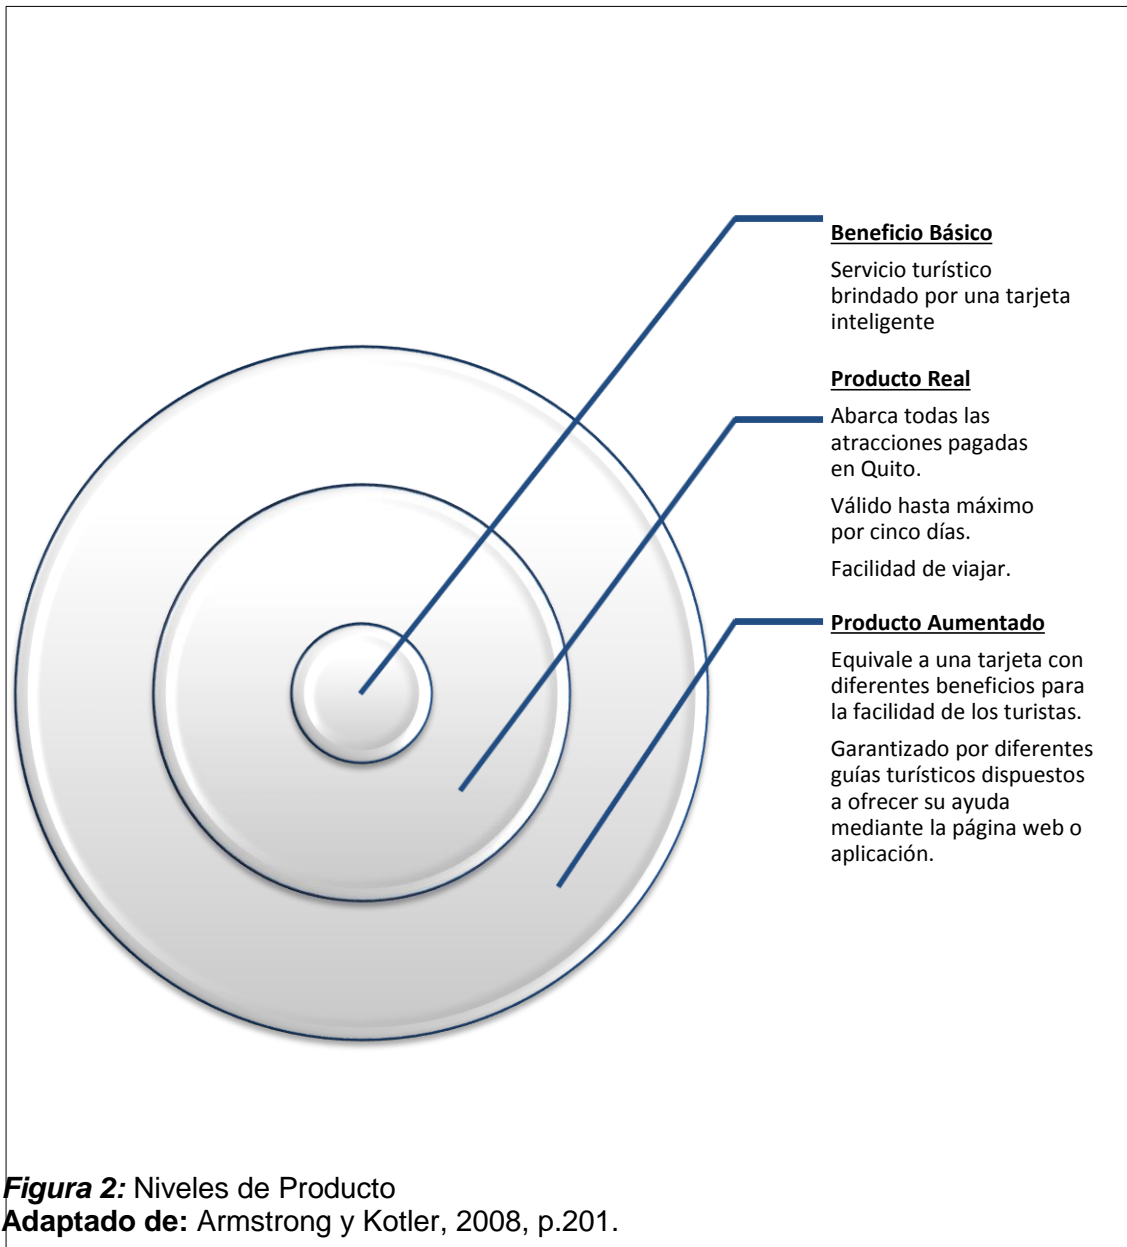 Beneficio Básico
Servicio turístico
brindado por una tarjeta
inteligente
Producto Real
Abarca todas las
atracciones pagadas
en Quito.
Válido hasta máximo
por cinco días.
Facilidad de viajar.
Producto Aumentado
Equivale a una tarjeta con
diferentes beneficios para
la facilidad de los turistas.
Garantizado por diferentes
guías turísticos dispuestos
a ofrecer su ayuda
mediante la página web o
aplicación.
Figura 2: Niveles de Producto
Adaptado de: Armstrong y Kotler, 2008, p.201.